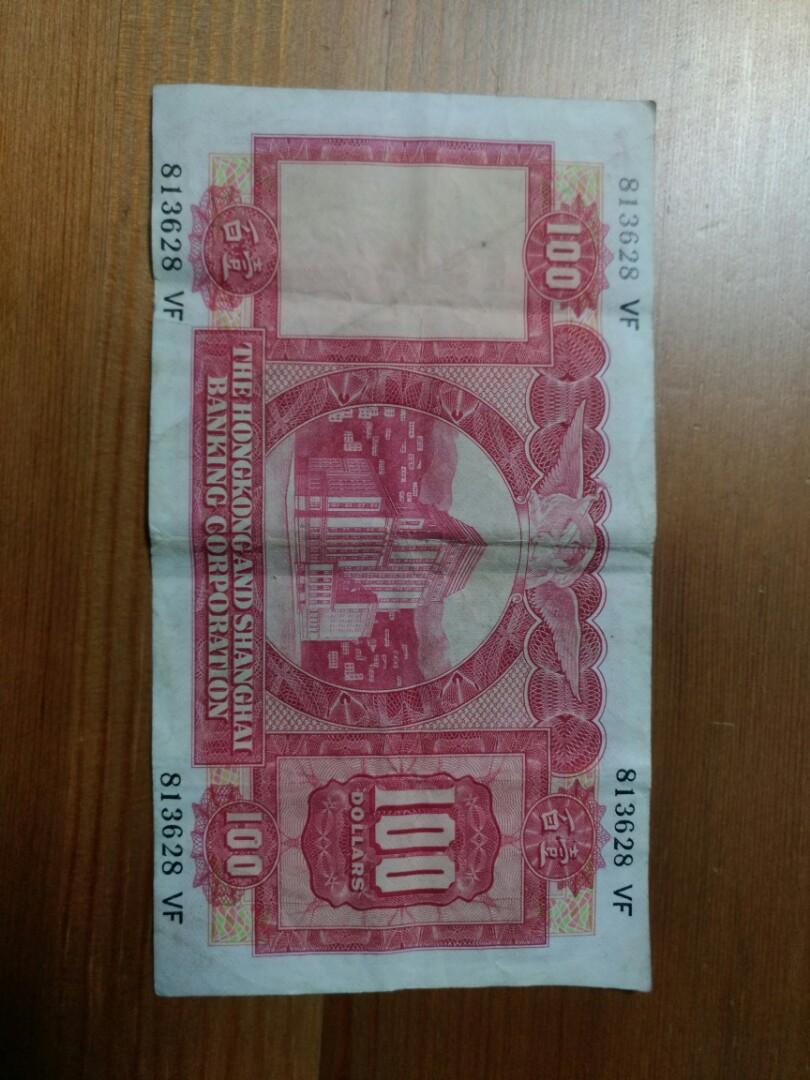 813628 VF
813628 VF
100
壹百
100
DOLLARS
壹百
100
THE HONGKONG AND SHANGHAI
BANKING CORPORATION
813628 VF
813628 VF